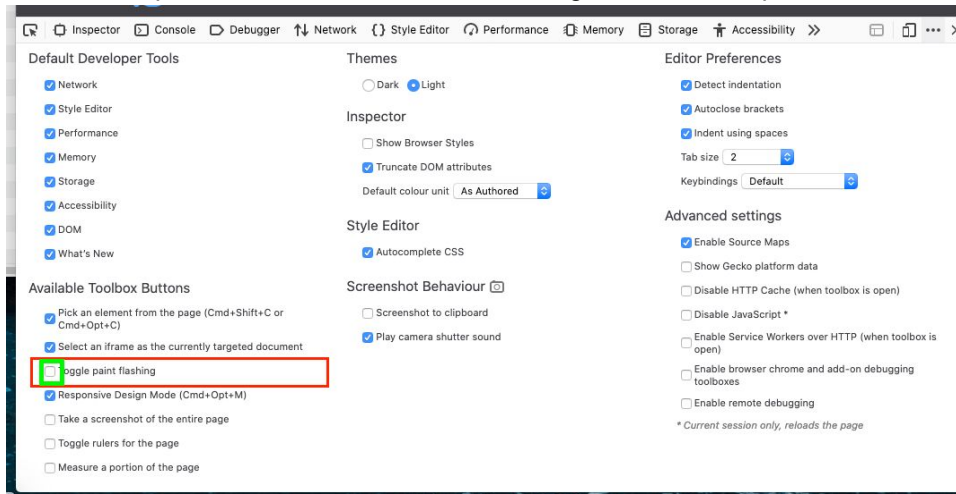 Inspector Console Debugger Network Style Editor Performance Memory Storage Accessibility
Default Developer Tools
Network
Style Editor
Performance
Memory
Storage
Accessibility
DOM
What's New
Available Toolbox Buttons
Pick an element from the page (Cmd+Shift+C or
Cmd+Opt+C)
Select an iframe as the currently targeted document
Toggle paint flashing
Responsive Design Mode (Cmd+Opt+M)
Take a screenshot of the entire page
Toggle rulers for the page
Measure a portion of the page
Themes
Dark Light
Inspector
Show Browser Styles
Truncate DOM attributes
Default colour unit As Authored
Style Editor
Autocomplete CSS
Screenshot Behaviour
Screenshot to clipboard
Play camera shutter sound
Editor Preferences
Detect indentation
Autoclose brackets
Indent using spaces
Tab size 2
Keybindings Default
Advanced settings
Enable Source Maps
Show Gecko platform data
Disable HTTP Cache (when toolbox is open)
Disable JavaScript *
Enable Service Workers over HTTP (when toolbox is
open)
Enable browser chrome and add-on debugging
toolboxes
Enable remote debugging
* Current session only, reloads the page